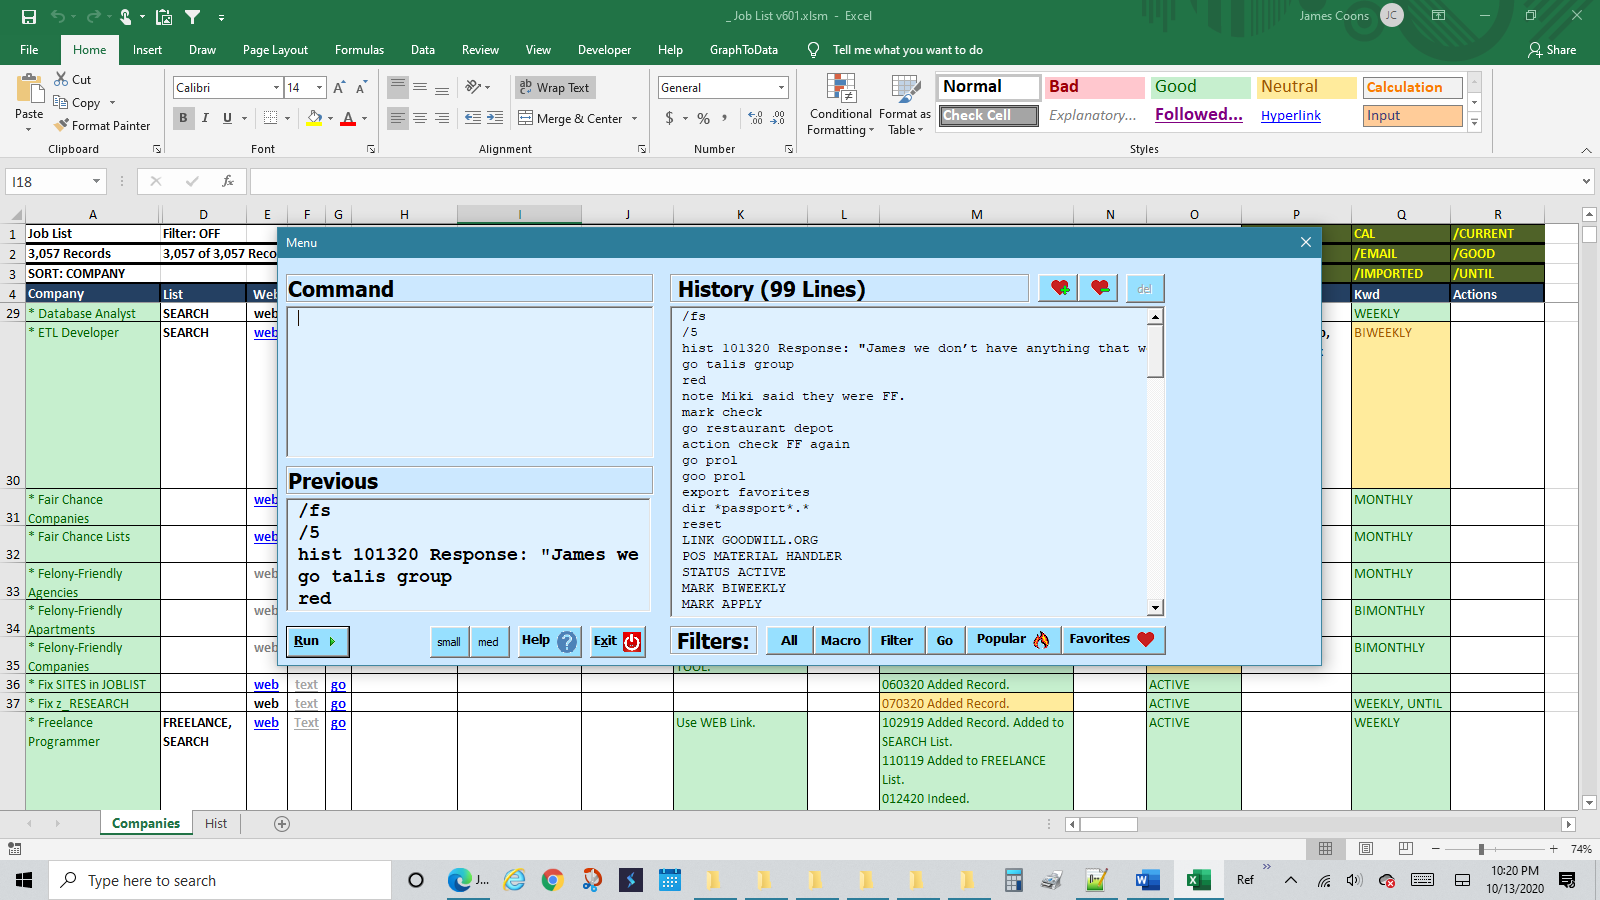 _ Job List v601.xlsm - Excel
James Coons
JC
File Home Insert Draw Page Layout Formulas Data Review View Developer Help GraphToData Tell me what you want to do Share
Paste
Cut
Copy
Format Painter
Clipboard
Calibri 14
B I U
Font
Wrap Text
Merge & Center
Alignment
General
$ % ,
Number
Conditional Formatting
Format as Table
Normal Bad Good Neutral Calculation
Check Cell Explanatory... Followed... Hyperlink Input
Styles
I18
fx
A D E F G H I J K L M N O P Q R
1 Job List Filter: OFF CAL /CURRENT
2 3,057 Records 3,057 of 3,057 Reco /EMAIL /GOOD
3 SORT: COMPANY /IMPORTED /UNTIL
4 Company List Web Kwd Actions
29 * Database Analyst SEARCH web WEEKLY
30 * ETL Developer SEARCH web BIWEEKLY
31 * Fair Chance Companies web MONTHLY
32 * Fair Chance Lists web MONTHLY
33 * Felony-Friendly Agencies web MONTHLY
34 * Felony-Friendly Apartments web BIMONTHLY
35 * Felony-Friendly Companies web TOOL. BIMONTHLY
36 * Fix SITES in JOBLIST web text go 060320 Added Record. ACTIVE
37 * Fix z_RESEARCH web text go 070320 Added Record. ACTIVE WEEKLY, UNTIL
* Freelance Programmer FREELANCE, SEARCH web Text go Use WEB Link. ACTIVE WEEKLY
102919 Added Record. Added to
SEARCH List.
110119 Added to FREELANCE
List.
012420 Indeed.
Menu
Command
Previous
/fs
/5
hist 101320 Response: "James we
go talis group
red
Run
small
med
Help
Exit
History (99 Lines)
del
/fs
/5
hist 101320 Response: "James we don’t have anything that w
go talis group
red
note Miki said they were FF.
mark check
go restaurant depot
action check FF again
go prol
goo prol
export favorites
dir *passport*.*
reset
LINK GOODWILL.ORG
POS MATERIAL HANDLER
STATUS ACTIVE
MARK BIWEEKLY
MARK APPLY
Filters:
All
Macro
Filter
Go
Popular
Favorites
Companies
Hist
74%
Type here to search
J...
Ref
10:20 PM
10/13/2020